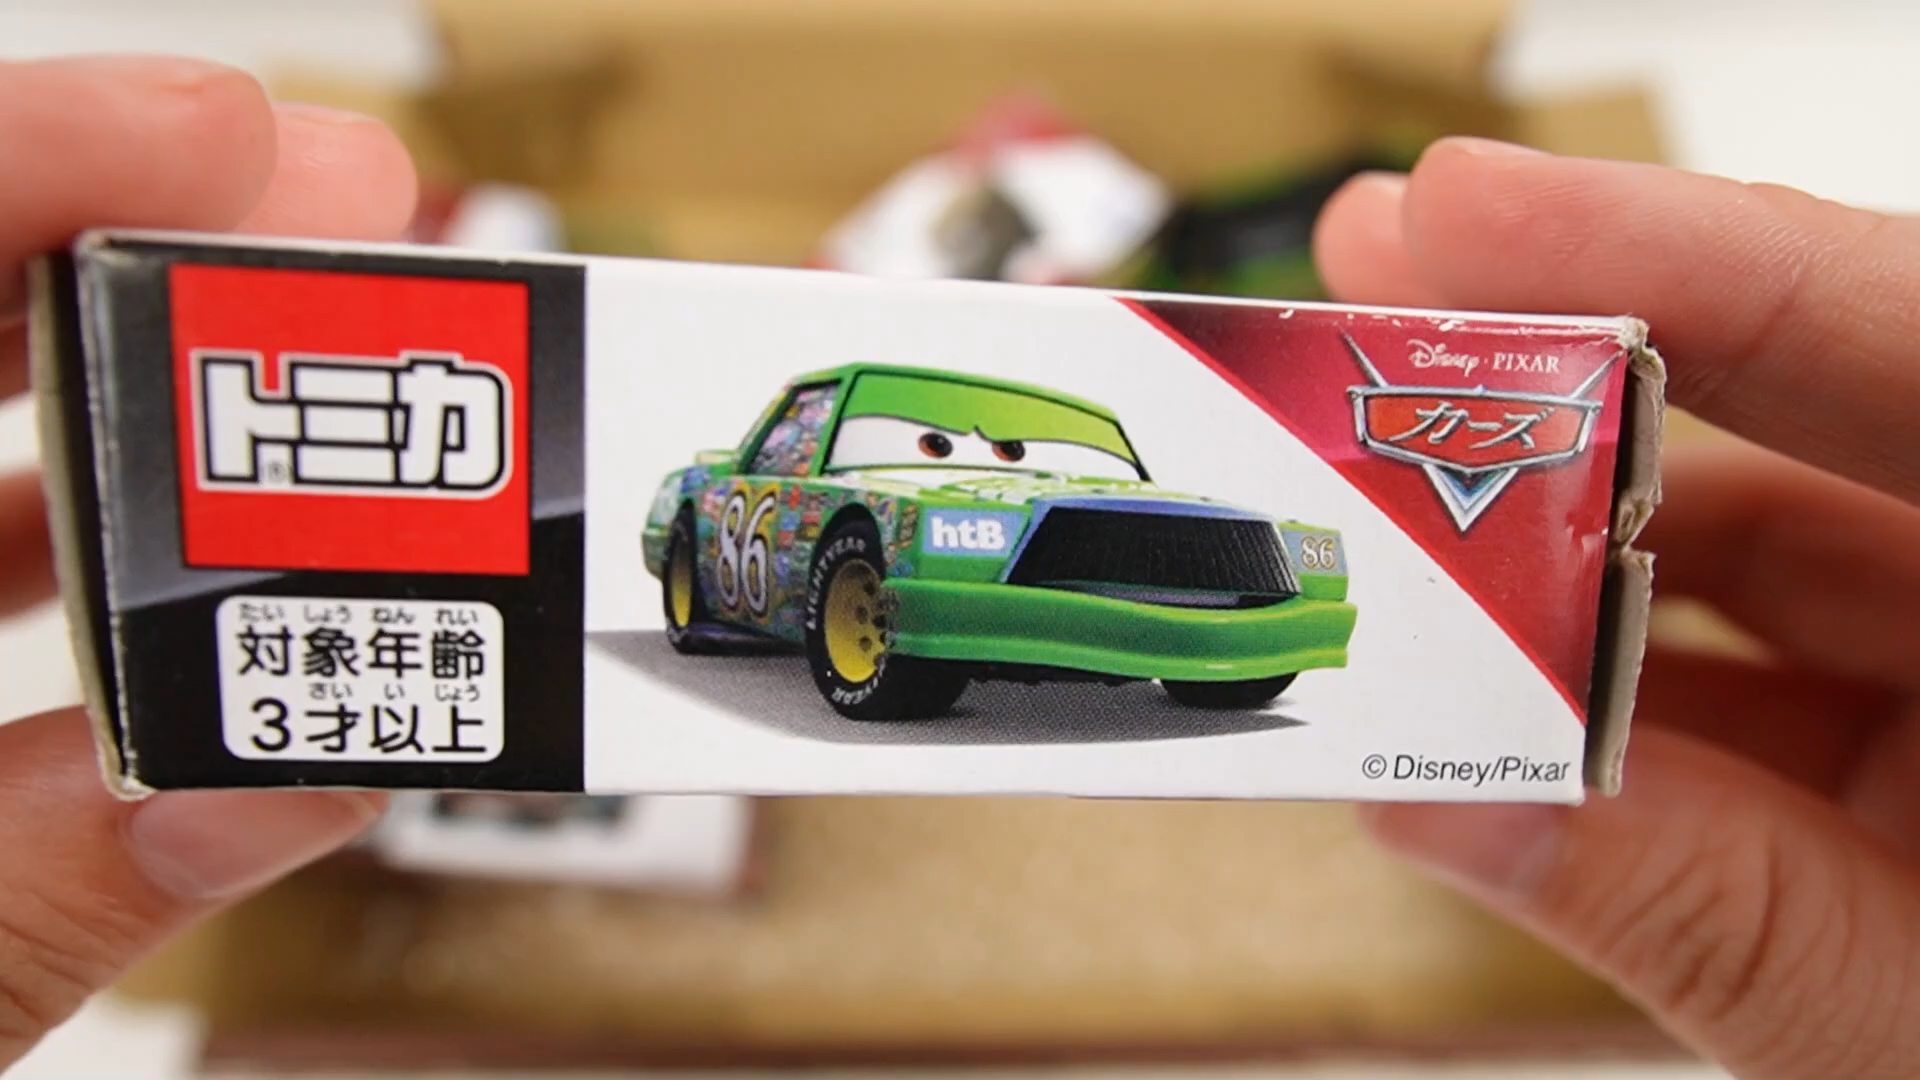 トミカ
®
たいしょうねんれい
対象年齢
さいいじょう
3才以上
86
LIGHTYEAR
htB
86
Disney · PIXAR
カーズ
© Disney/Pixar